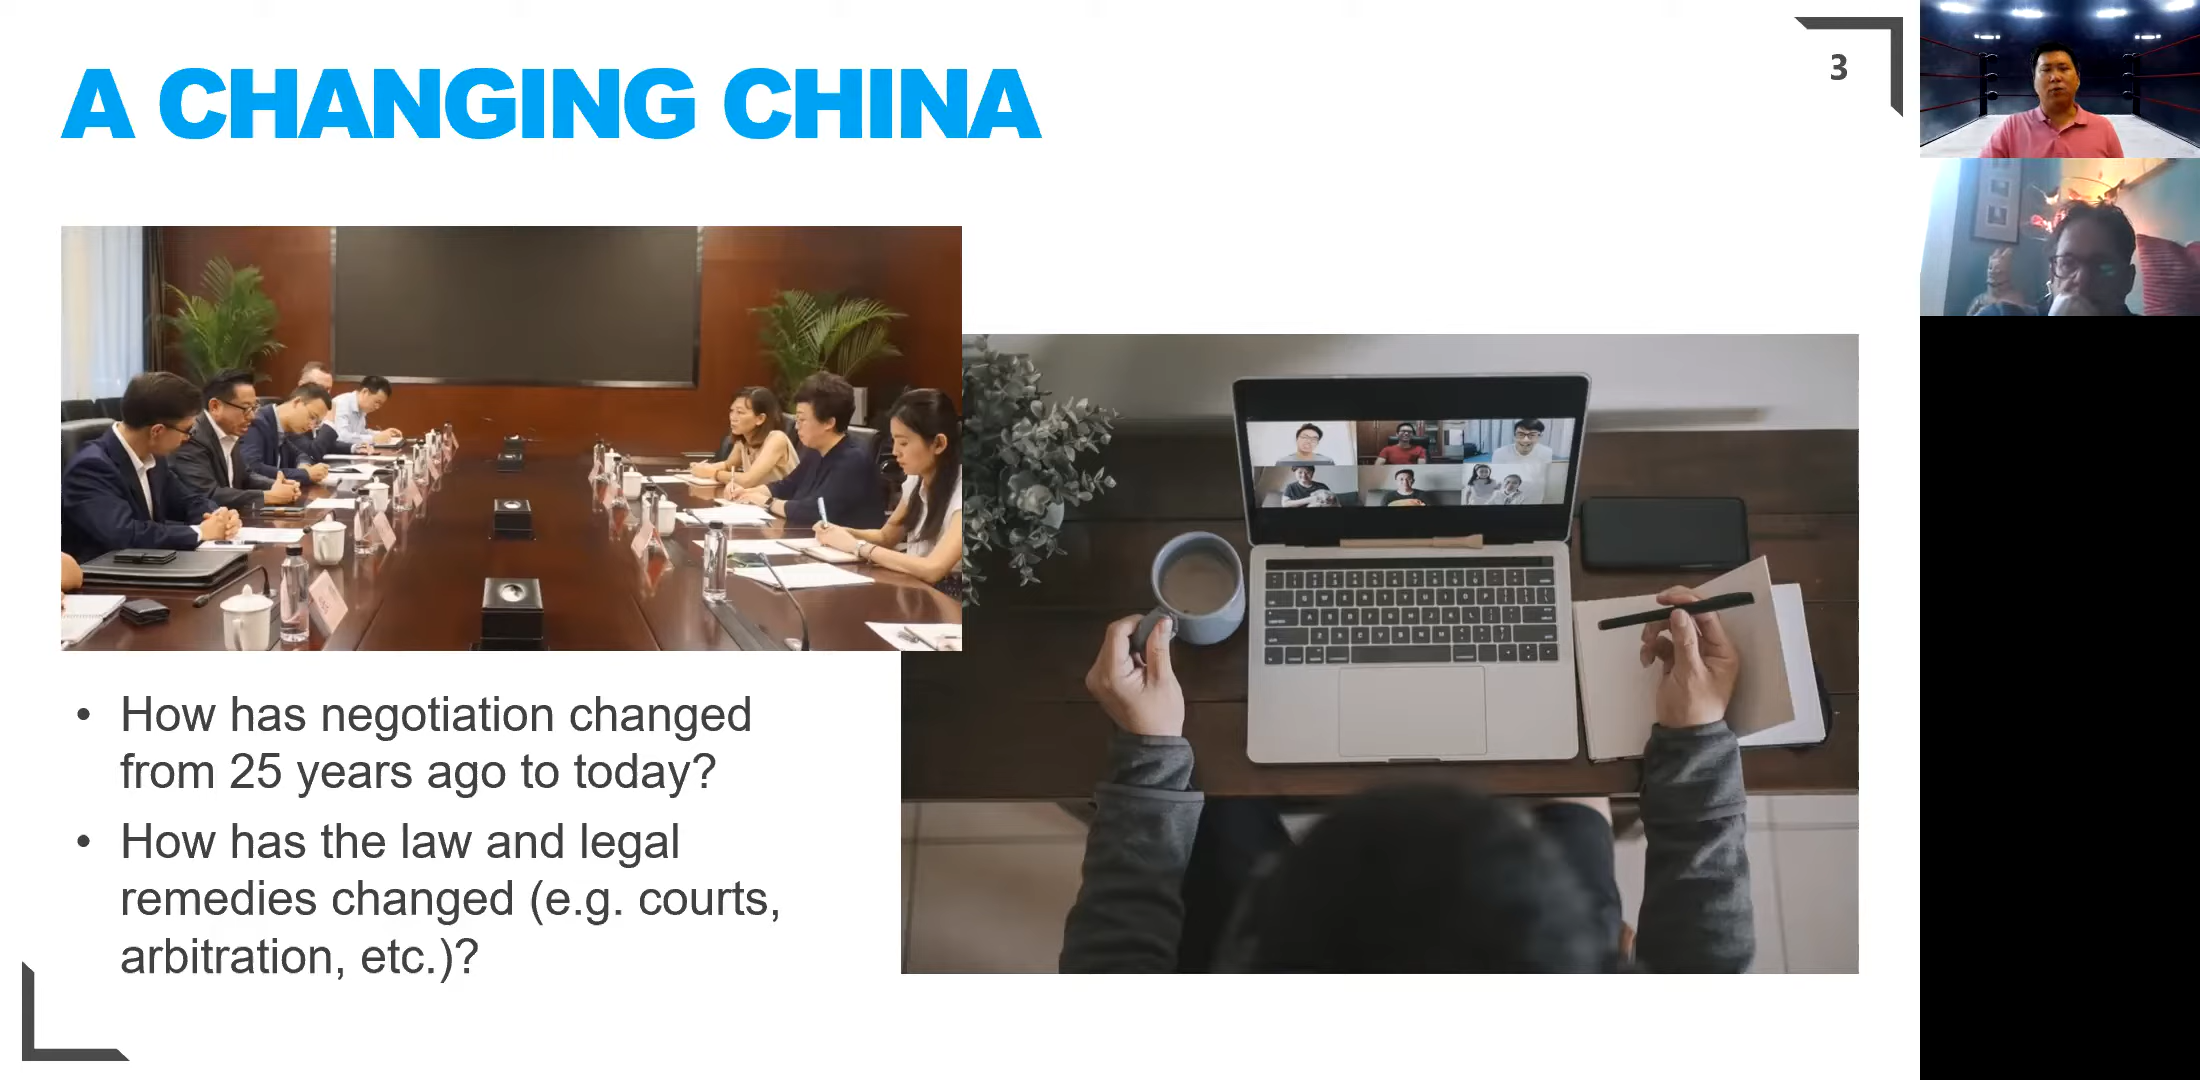 A CHANGING CHINA
3
• How has negotiation changed
from 25 years ago to today?
• How has the law and legal
remedies changed (e.g. courts,
arbitration, etc.)?